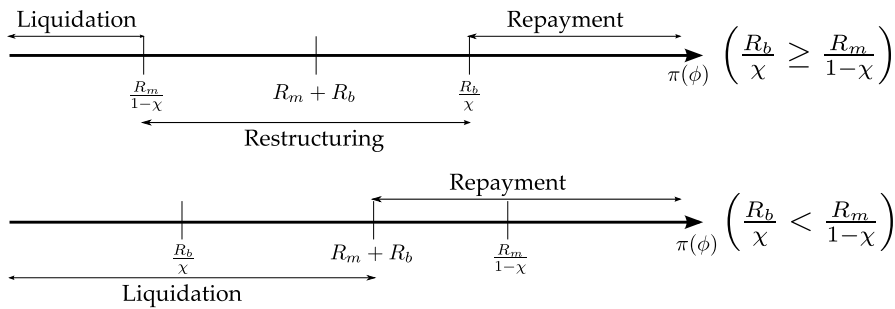 Liquidation Repayment
π(φ) (R_b/χ ≥ R_m/(1−χ))
R_m/(1−χ) R_m + R_b R_b/χ
Restructuring
Repayment
π(φ) (R_b/χ < R_m/(1−χ))
R_b/χ R_m + R_b R_m/(1−χ)
Liquidation